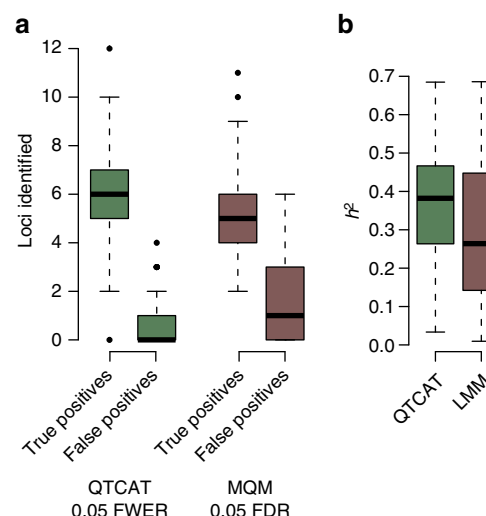 a
12
10
8
6
4
2
0
Loci identified
True positives
False positives
True positives
False positives
QTCAT
0.05 FWER
MQM
0.05 FDR
b
0.7
0.6
0.5
0.4
0.3
0.2
0.1
0.0
h²
QTCAT
LMM